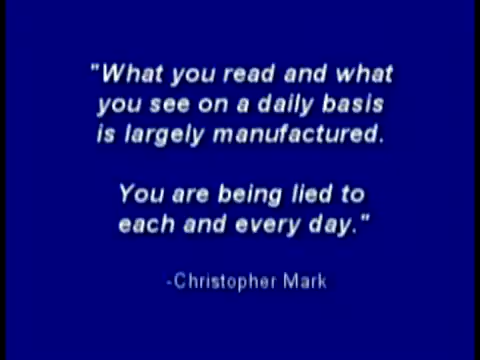 "What you read and what
you see on a daily basis
is largely manufactured.
You are being lied to
each and every day."
-Christopher Mark